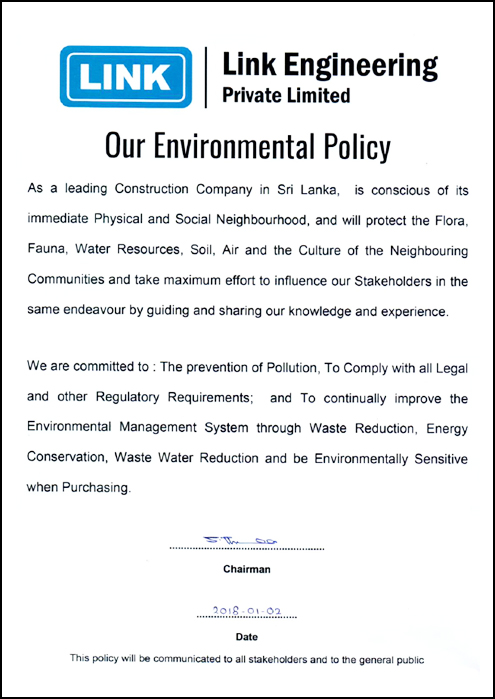 LINK
Link Engineering
Private Limited
Our Environmental Policy
As a leading Construction Company in Sri Lanka, is conscious of its
immediate Physical and Social Neighbourhood, and will protect the Flora,
Fauna, Water Resources, Soil, Air and the Culture of the Neighbouring
Communities and take maximum effort to influence our Stakeholders in the
same endeavour by guiding and sharing our knowledge and experience.
We are committed to : The prevention of Pollution, To Comply with all Legal
and other Regulatory Requirements; and To continually improve the
Environmental Management System through Waste Reduction, Energy
Conservation, Waste Water Reduction and be Environmentally Sensitive
when Purchasing.
Chairman
2018-01-02
Date
This policy will be communicated to all stakeholders and to the general public